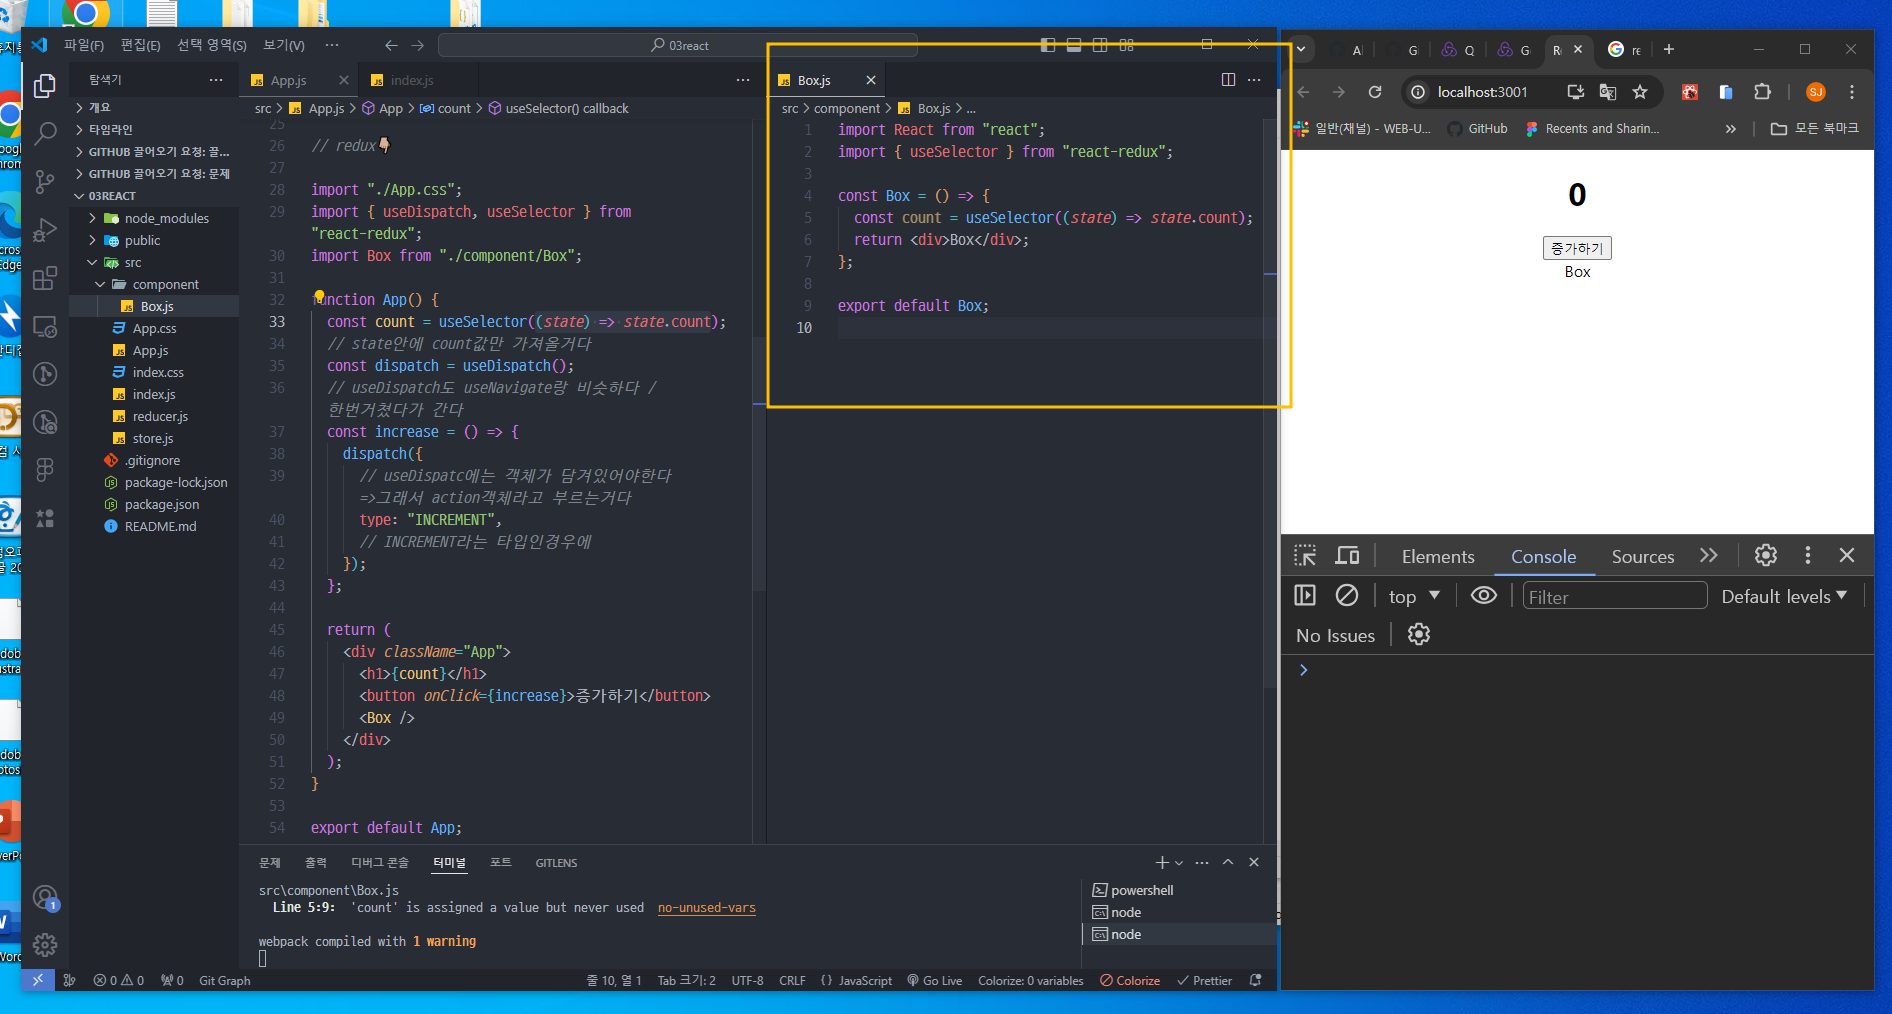 파일(F) 편집(E) 선택 영역(S) 보기(V) ··· 03react
탐색기
개요
타임라인
GITHUB 끌어오기 요청: 끌...
GITHUB 끌어오기 요청: 문제
03REACT
node_modules
public
src
component
Box.js
App.css
App.js
index.css
index.js
reducer.js
store.js
.gitignore
package-lock.json
package.json
README.md
App.js index.js
src > App.js > App > count > useSelector() callback
25
26 // redux👇
27
28 import "./App.css";
29 import { useDispatch, useSelector } from
"react-redux";
30 import Box from "./component/Box";
31
32 function App() {
33 const count = useSelector((state) => state.count);
34 // state안에 count값만 가져올거다
35 const dispatch = useDispatch();
36 // useDispatch도 useNavigate랑 비슷하다 /
한번거쳤다가 간다
37 const increase = () => {
38 dispatch({
39 // useDispatc에는 객체가 담겨있어야한다
=>그래서 action객체라고 부르는거다
40 type: "INCREMENT",
41 // INCREMENT라는 타입인경우에
42 });
43 };
44
45 return (
46 <div className="App">
47 <h1>{count}</h1>
48 <button onClick={increase}>증가하기</button>
49 <Box />
50 </div>
51 );
52 }
53
54 export default App;
Box.js
src > component > Box.js > ...
1 import React from "react";
2 import { useSelector } from "react-redux";
3
4 const Box = () => {
5 const count = useSelector((state) => state.count);
6 return <div>Box</div>;
7 };
8
9 export default Box;
10
문제 출력 디버그 콘솔 터미널 포트 GITLENS
src\component\Box.js
Line 5:9: 'count' is assigned a value but never used no-unused-vars
webpack compiled with 1 warning
powershell
node
node
1
0 0 0 Git Graph 줄 10, 열 1 Tab 크기: 2 UTF-8 CRLF {} JavaScript Go Live Colorize: 0 variables Colorize Prettier
localhost:3001 SJ
일반(채널) - WEB-U... GitHub Recents and Sharin... » 모든 북마크
0
증가하기
Box
Elements Console Sources
top Filter Default levels
No Issues